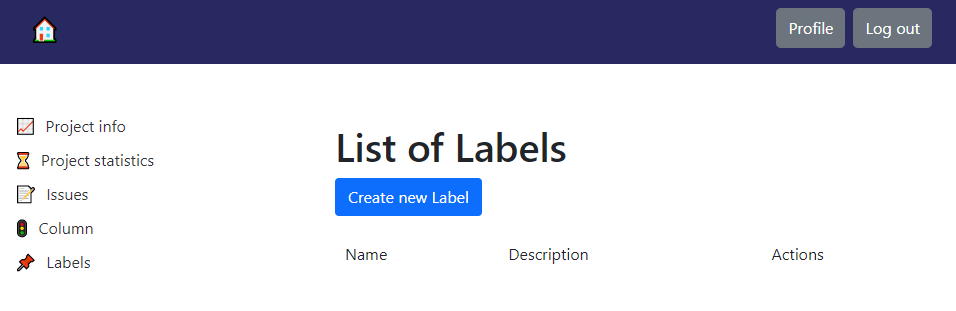 Profile Log out
Project info
Project statistics
Issues
Column
Labels
List of Labels
Create new Label
Name Description Actions